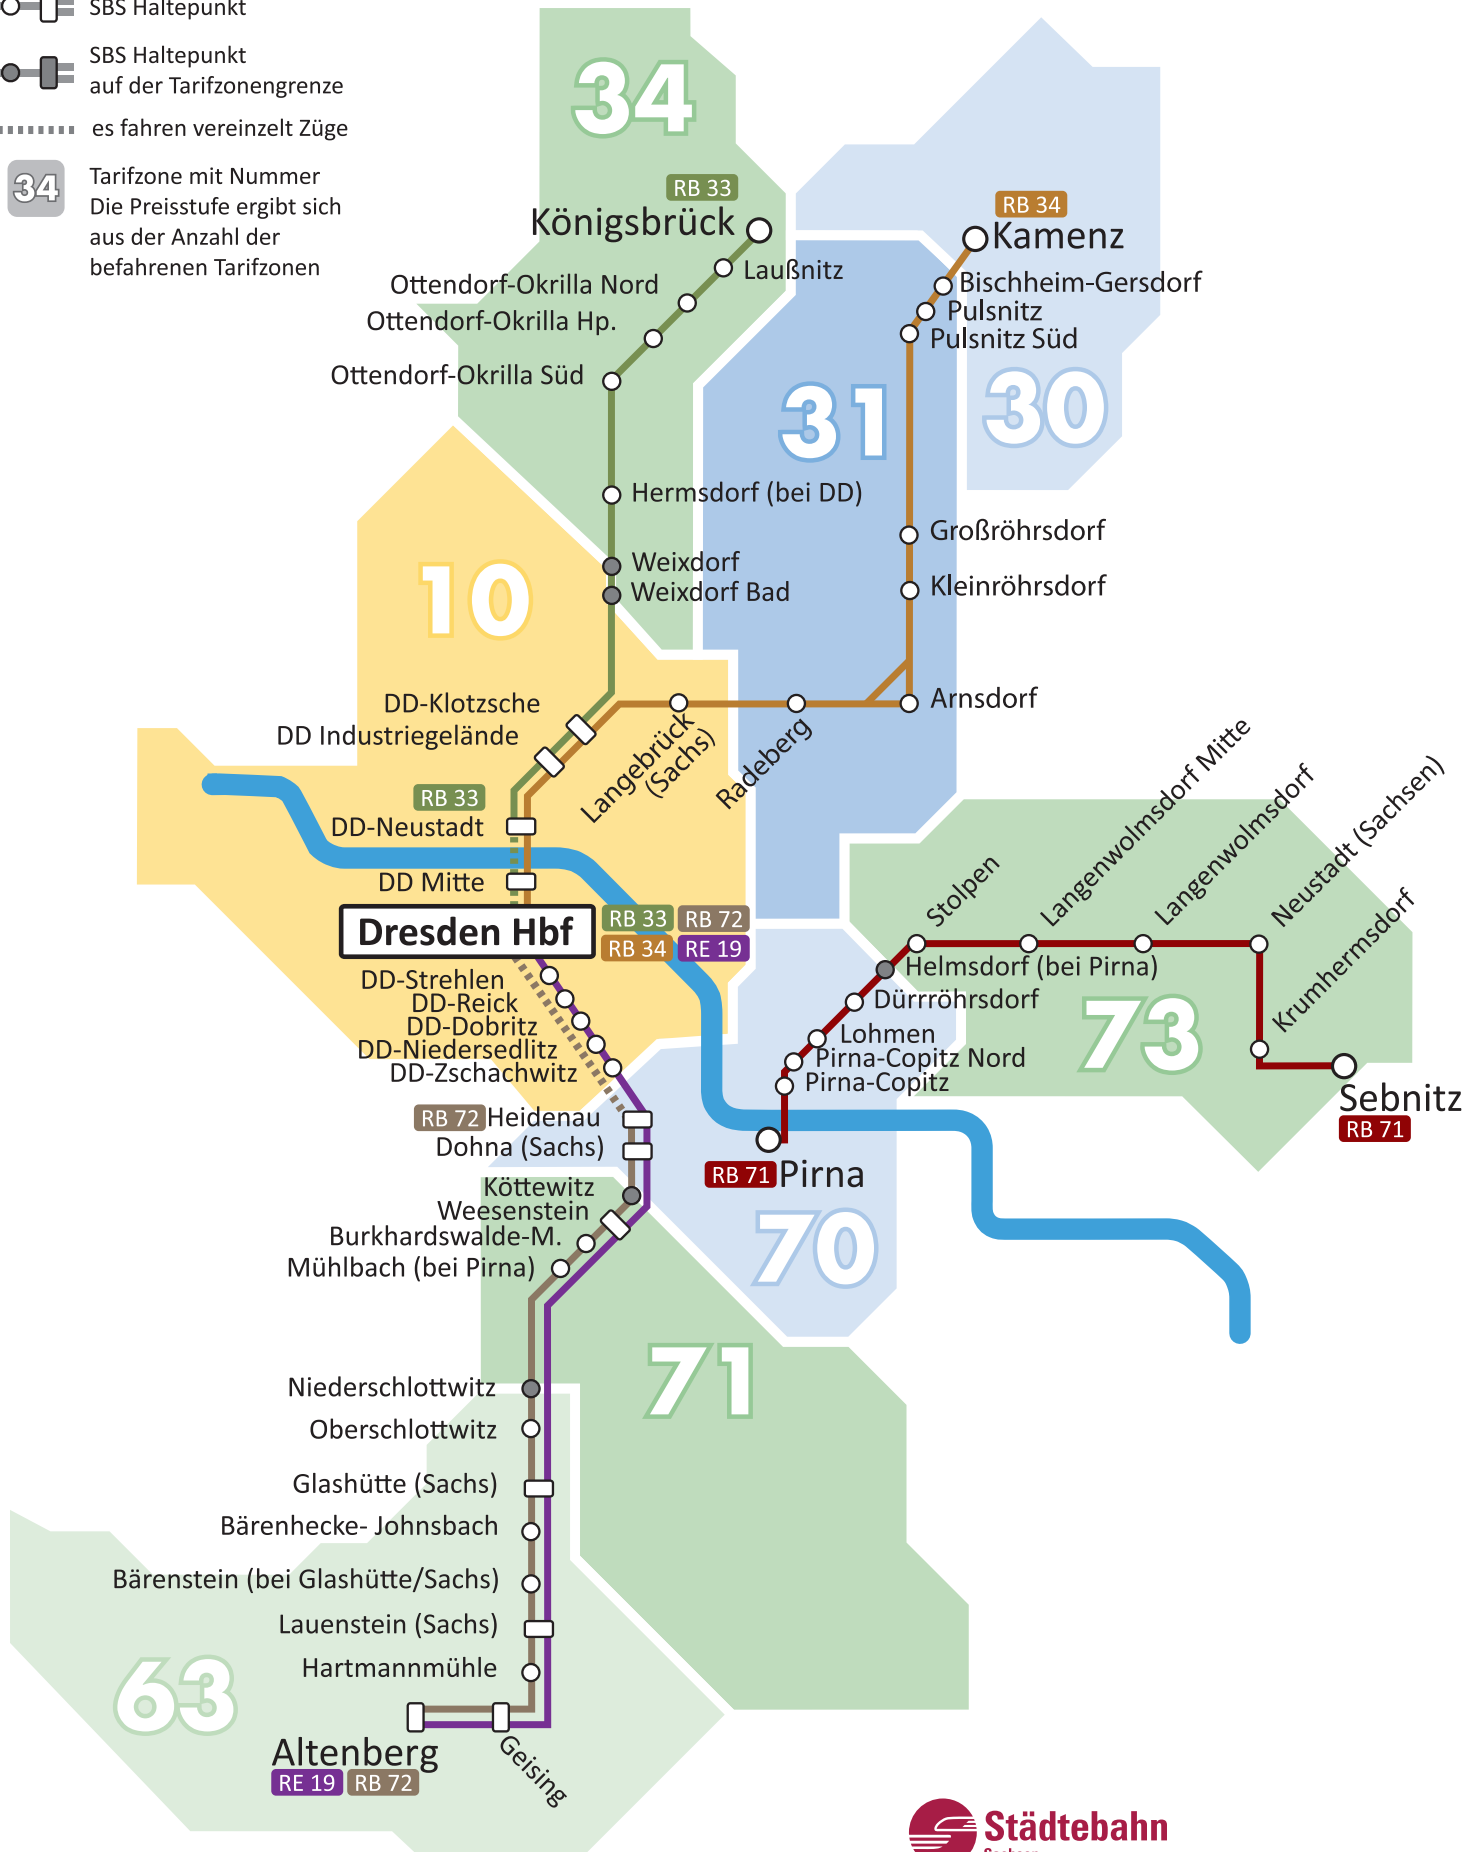 SBS Haltepunkt
SBS Haltepunkt
auf der Tarifzonengrenze
es fahren vereinzelt Züge
34
Tarifzone mit Nummer
Die Preisstufe ergibt sich
aus der Anzahl der
befahrenen Tarifzonen
34
RB 33
Königsbrück
Laußnitz
Ottendorf-Okrilla Nord
Ottendorf-Okrilla Hp.
Ottendorf-Okrilla Süd
Hermsdorf (bei DD)
Weixdorf
Weixdorf Bad
RB 34
Kamenz
Bischheim-Gersdorf
Pulsnitz
Pulsnitz Süd
31
30
Großröhrsdorf
Kleinröhrsdorf
Arnsdorf
10
DD-Klotzsche
DD Industriegelände
Langebrück
(Sachs)
Radeberg
RB 33
DD-Neustadt
DD Mitte
Dresden Hbf
RB 33
RB 72
RB 34
RE 19
DD-Strehlen
DD-Reick
DD-Dobritz
DD-Niedersedlitz
DD-Zschachwitz
Stolpen
Langenwolmsdorf Mitte
Langenwolmsdorf
Neustadt (Sachsen)
Krumhermsdorf
Helmsdorf (bei Pirna)
Dürrröhrsdorf
Lohmen
Pirna-Copitz Nord
Pirna-Copitz
73
Sebnitz
RB 71
RB 71
Pirna
70
RB 72
Heidenau
Dohna (Sachs)
Köttewitz
Weesenstein
Burkhardswalde-M.
Mühlbach (bei Pirna)
71
Niederschlottwitz
Oberschlottwitz
Glashütte (Sachs)
Bärenhecke- Johnsbach
Bärenstein (bei Glashütte/Sachs)
Lauenstein (Sachs)
Hartmannmühle
63
Altenberg
Geising
RE 19
RB 72
Städtebahn